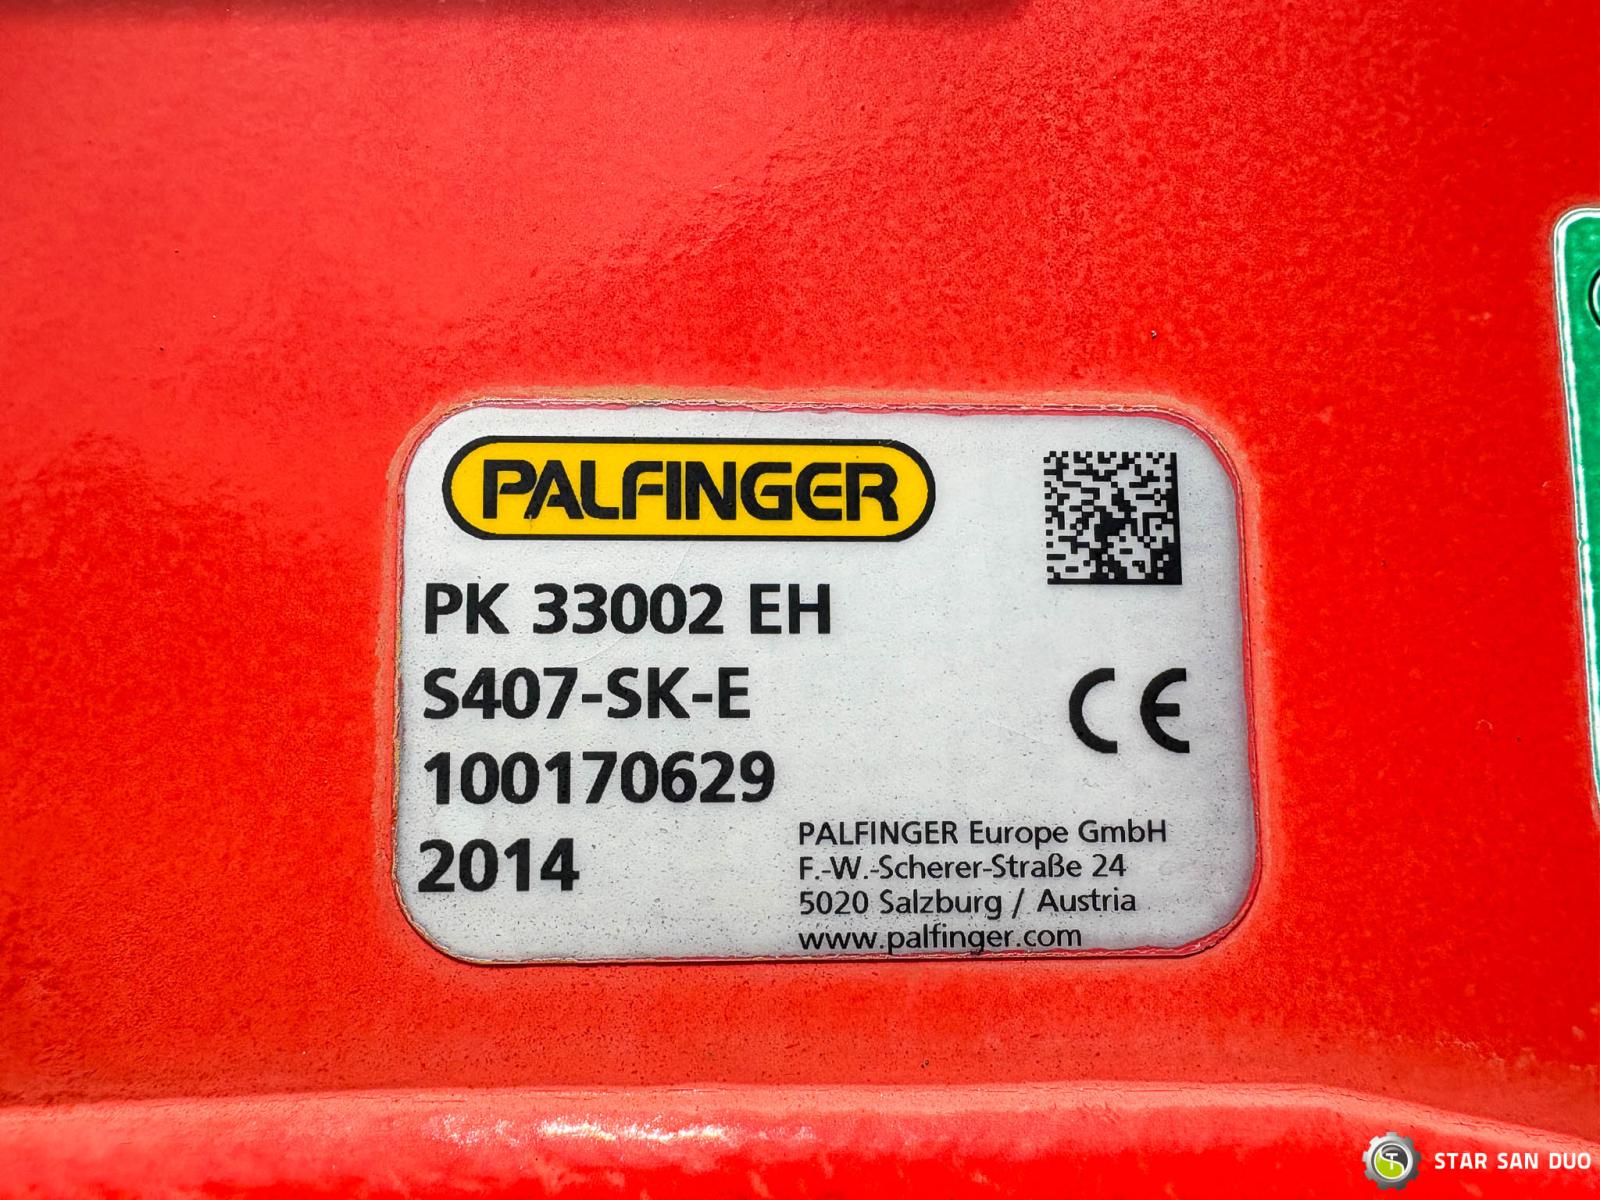 PALFINGER
PK 33002 EH
S407-SK-E
100170629
2014
CE
PALFINGER Europe GmbH
F.-W.-Scherer-Straße 24
5020 Salzburg / Austria
www.palfinger.com
STAR SAN DUO